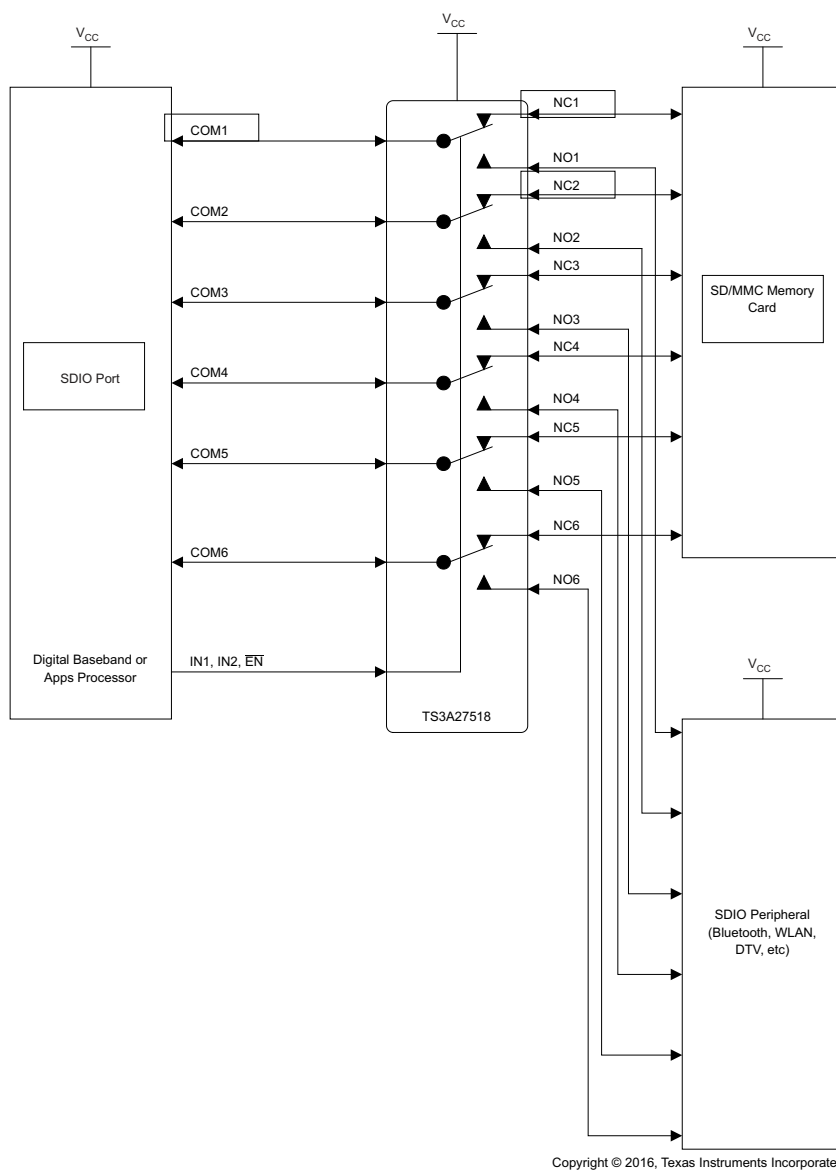 VCC
VCC
VCC
COM1
NC1
NO1
COM2
NC2
NO2
COM3
NC3
SD/MMC Memory
Card
NO3
SDIO Port
COM4
NC4
NO4
COM5
NC5
NO5
COM6
NC6
NO6
Digital Baseband or
Apps Processor
IN1, IN2, E̅N̅
VCC
TS3A27518
SDIO Peripheral
(Bluetooth, WLAN,
DTV, etc)
Copyright © 2016, Texas Instruments Incorporate